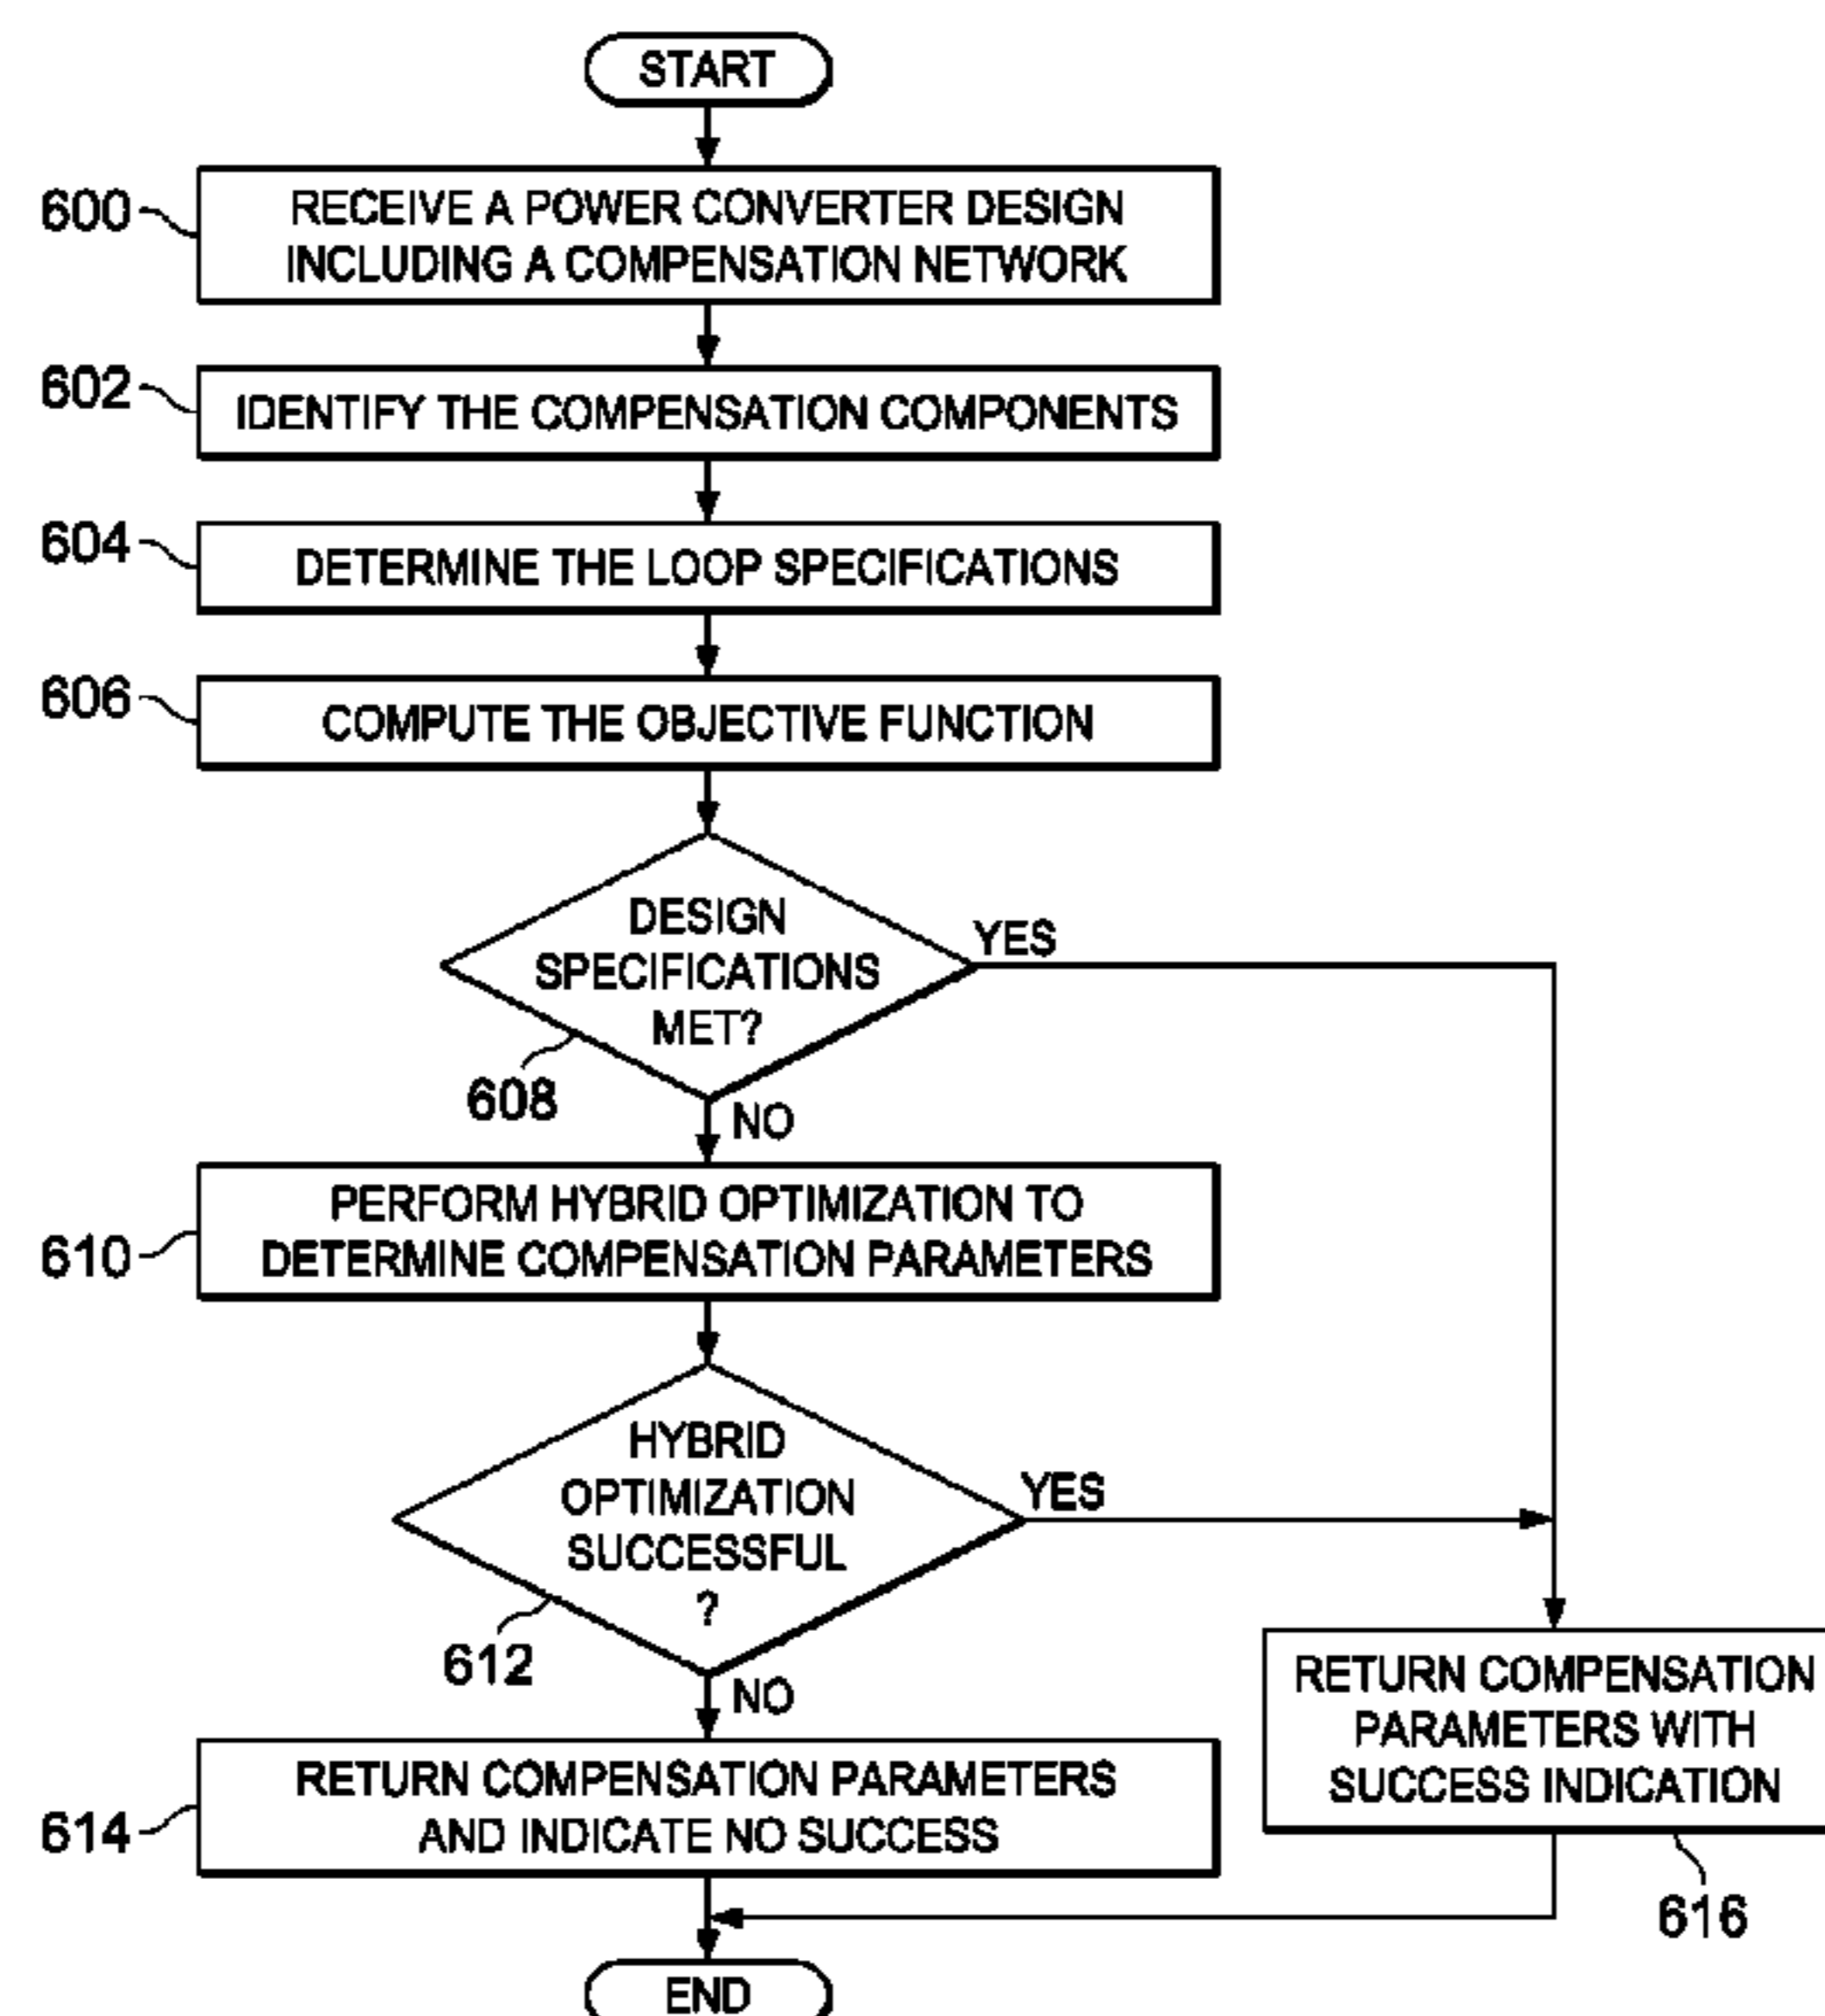 START
600
RECEIVE A POWER CONVERTER DESIGN
INCLUDING A COMPENSATION NETWORK
602
IDENTIFY THE COMPENSATION COMPONENTS
604
DETERMINE THE LOOP SPECIFICATIONS
606
COMPUTE THE OBJECTIVE FUNCTION
DESIGN
SPECIFICATIONS
MET?
YES
608
NO
610
PERFORM HYBRID OPTIMIZATION TO
DETERMINE COMPENSATION PARAMETERS
HYBRID
OPTIMIZATION
SUCCESSFUL
?
YES
612
NO
614
RETURN COMPENSATION PARAMETERS
AND INDICATE NO SUCCESS
RETURN COMPENSATION
PARAMETERS WITH
SUCCESS INDICATION
616
END